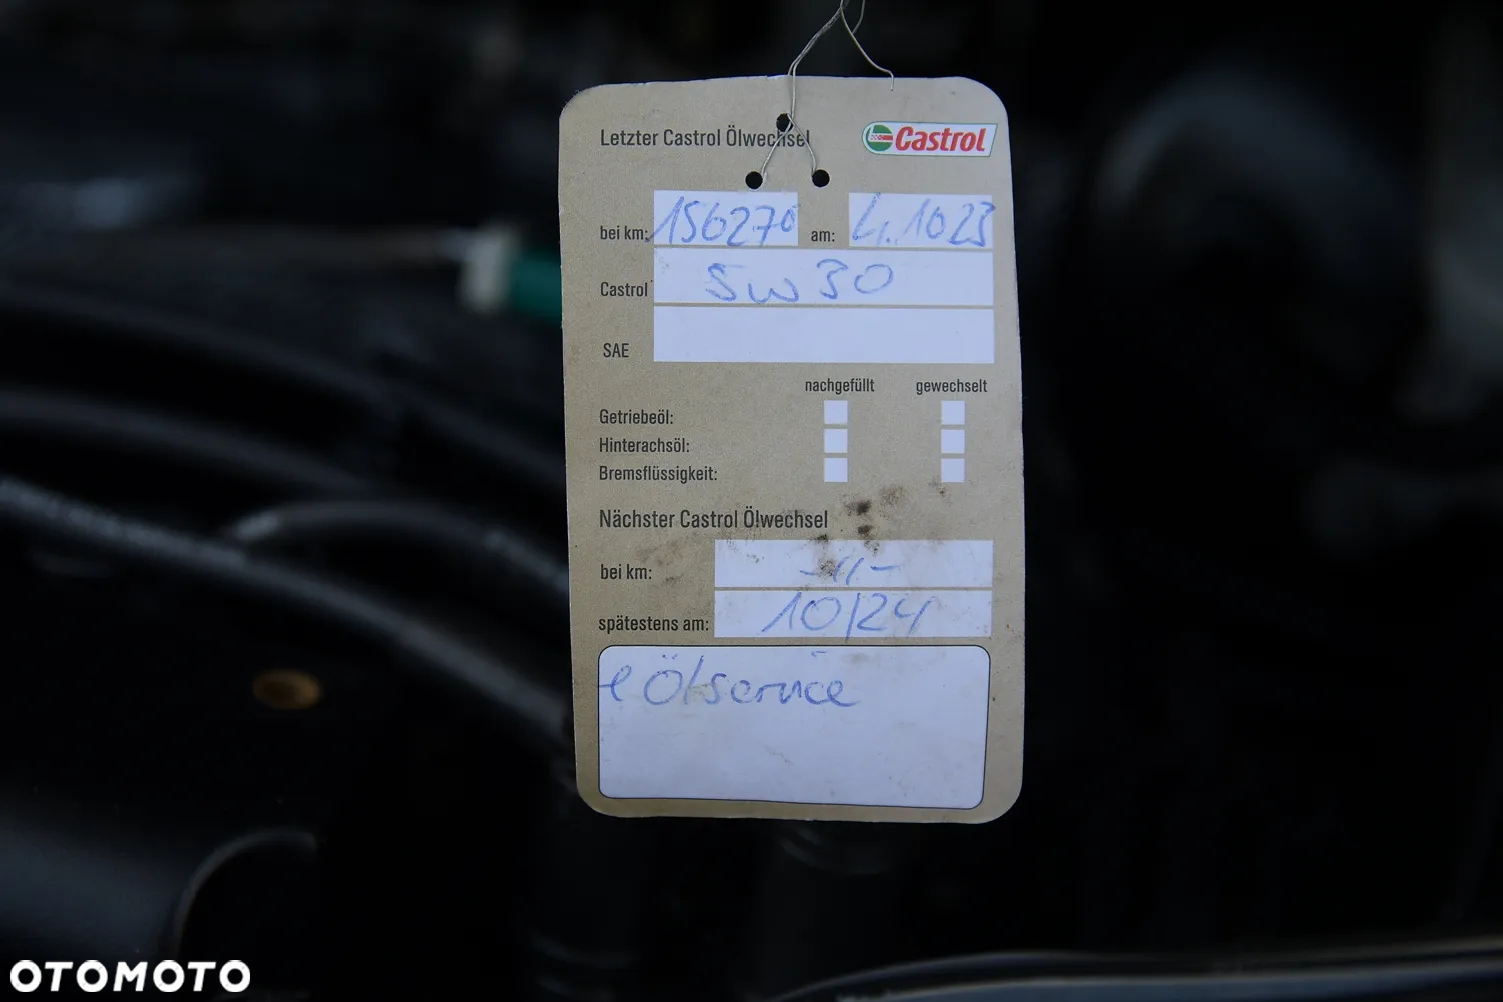 Letzter Castrol Ölwechsel Castrol
bei km: 156270 am: 4.10 23
Castrol 5W30
SAE
nachgefüllt gewechselt
Getriebeöl:
Hinterachsöl:
Bremsflüssigkeit:
Nächster Castrol Ölwechsel
bei km: -11-
spätestens am: 10/24
Ölservice
OTOMOTO